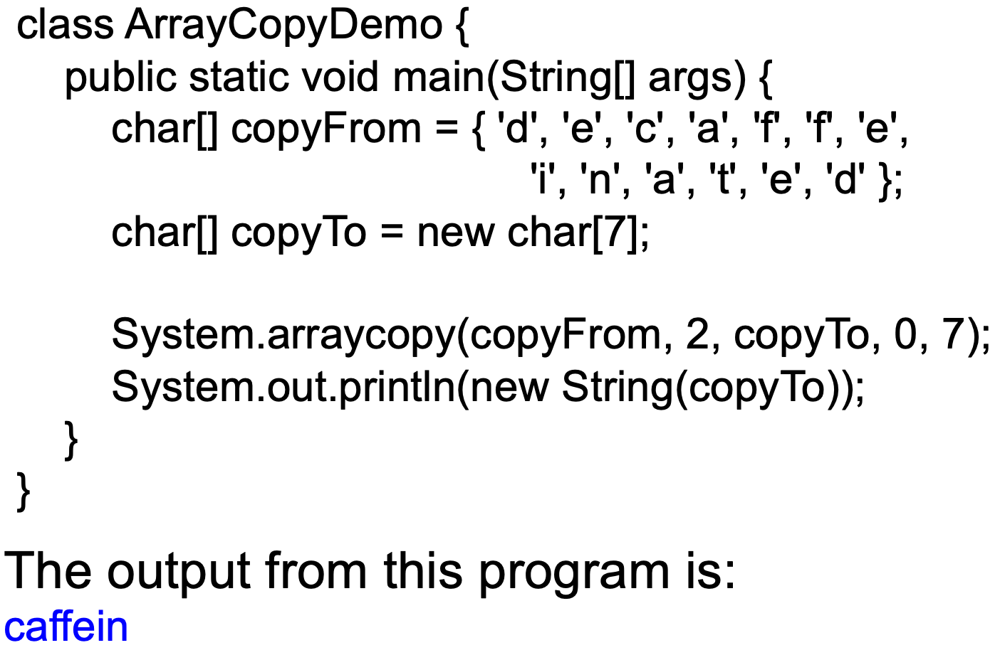 class ArrayCopyDemo {
public static void main(String[] args) {
char[] copyFrom = { 'd', 'e', 'c', 'a', 'f', 'f', 'e',
'i', 'n', 'a', 't', 'e', 'd' };
char[] copyTo = new char[7];
System.arraycopy(copyFrom, 2, copyTo, 0, 7);
System.out.println(new String(copyTo));
}
}
The output from this program is:
caffein